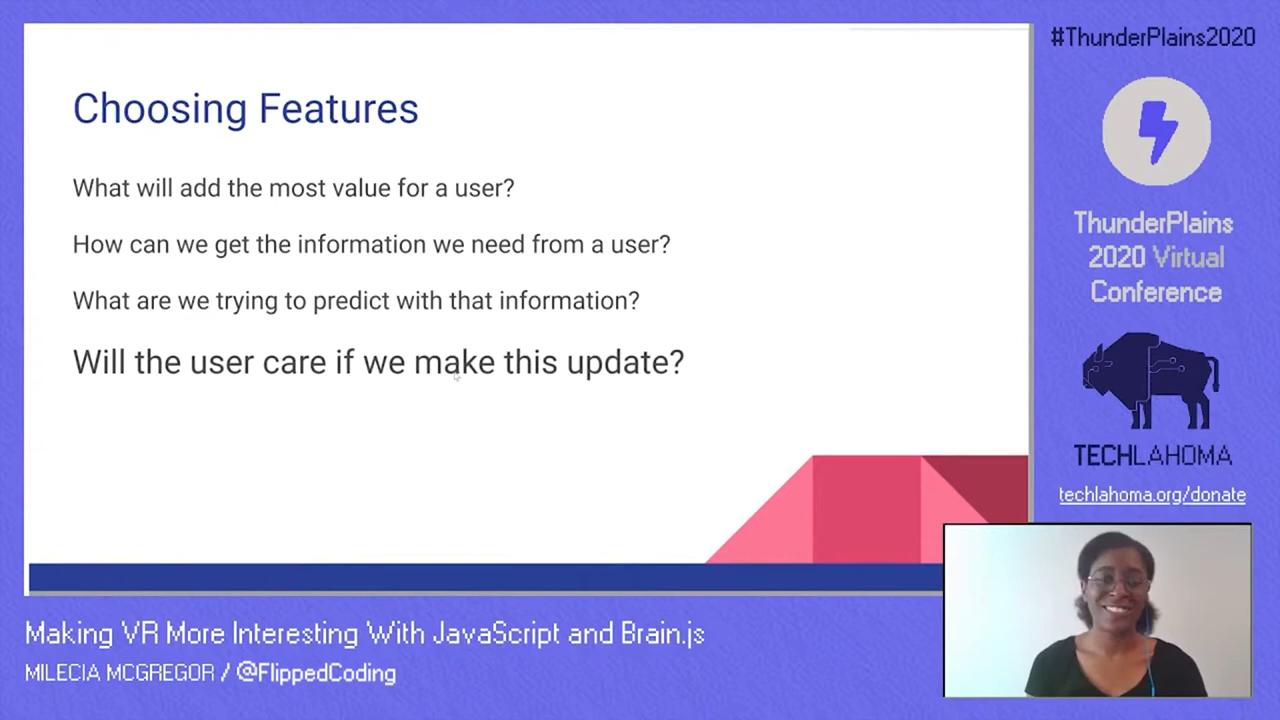 Choosing Features
What will add the most value for a user?
How can we get the information we need from a user?
What are we trying to predict with that information?
Will the user care if we make this update?
#ThunderPlains2020
ThunderPlains
2020 Virtual
Conference
TECHLAHOMA
techlahoma.org/donate
Making VR More Interesting With JavaScript and Brain.js
MILECIA MCGREGOR / @FlippedCoding